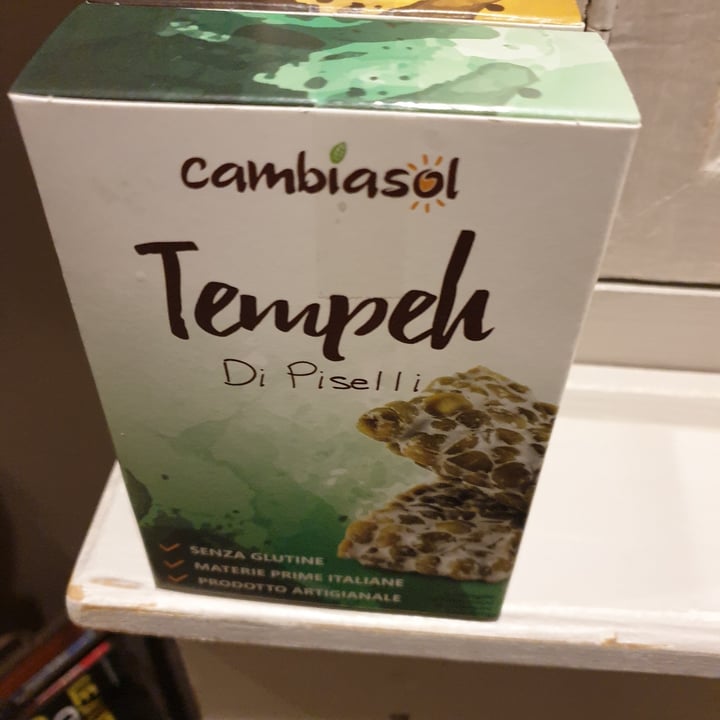 cambiasol
Tempeh
Di Piselli
SENZA GLUTINE
MATERIE PRIME ITALIANE
PRODOTTO ARTIGIANALE